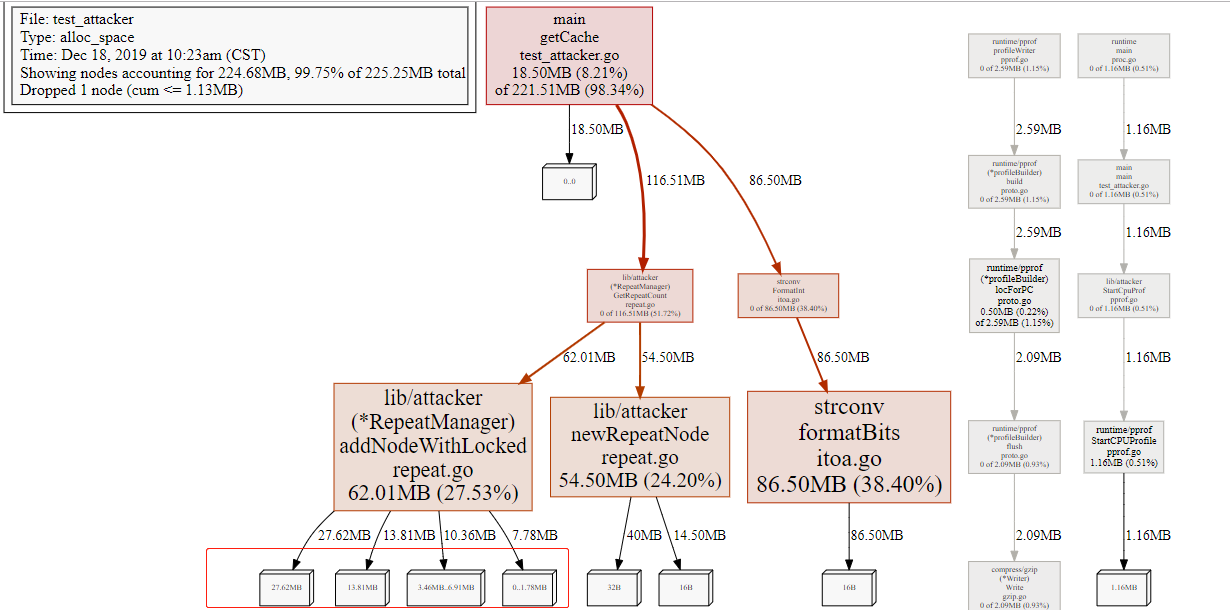 File: test_attacker
Type: alloc_space
Time: Dec 18, 2019 at 10:23am (CST)
Showing nodes accounting for 224.68MB, 99.75% of 225.25MB total
Dropped 1 node (cum <= 1.13MB)
main
getCache
test_attacker.go
18.50MB (8.21%)
of 221.51MB (98.34%)
runtime/pprof
profileWriter
pprof.go
0 of 2.59MB (1.15%)
runtime
main
proc.go
0 of 1.16MB (0.51%)
18.50MB
116.51MB
86.50MB
2.59MB
1.16MB
0..0
runtime/pprof
(*profileBuilder)
build
proto.go
0 of 2.59MB (1.15%)
main
main
test_attacker.go
0 of 1.16MB (0.51%)
2.59MB
1.16MB
lib/attacker
(*RepeatManager)
GetRepeatCount
repeat.go
0 of 116.51MB (51.72%)
strconv
FormatInt
itoa.go
0 of 86.50MB (38.40%)
runtime/pprof
(*profileBuilder)
locForPC
proto.go
0.50MB (0.22%)
of 2.59MB (1.15%)
lib/attacker
StartCpuProf
pprof.go
0 of 1.16MB (0.51%)
62.01MB
54.50MB
86.50MB
2.09MB
1.16MB
lib/attacker
(*RepeatManager)
addNodeWithLocked
repeat.go
62.01MB (27.53%)
lib/attacker
newRepeatNode
repeat.go
54.50MB (24.20%)
strconv
formatBits
itoa.go
86.50MB (38.40%)
runtime/pprof
(*profileBuilder)
flush
proto.go
0 of 2.09MB (0.93%)
runtime/pprof
StartCPUProfile
pprof.go
1.16MB (0.51%)
27.62MB
13.81MB
10.36MB
7.78MB
40MB
14.50MB
86.50MB
2.09MB
1.16MB
27.62MB
13.81MB
3.46MB..6.91MB
0..1.78MB
32B
16B
16B
compress/gzip
(*Writer)
Write
gzip.go
0 of 2.09MB (0.93%)
1.16MB